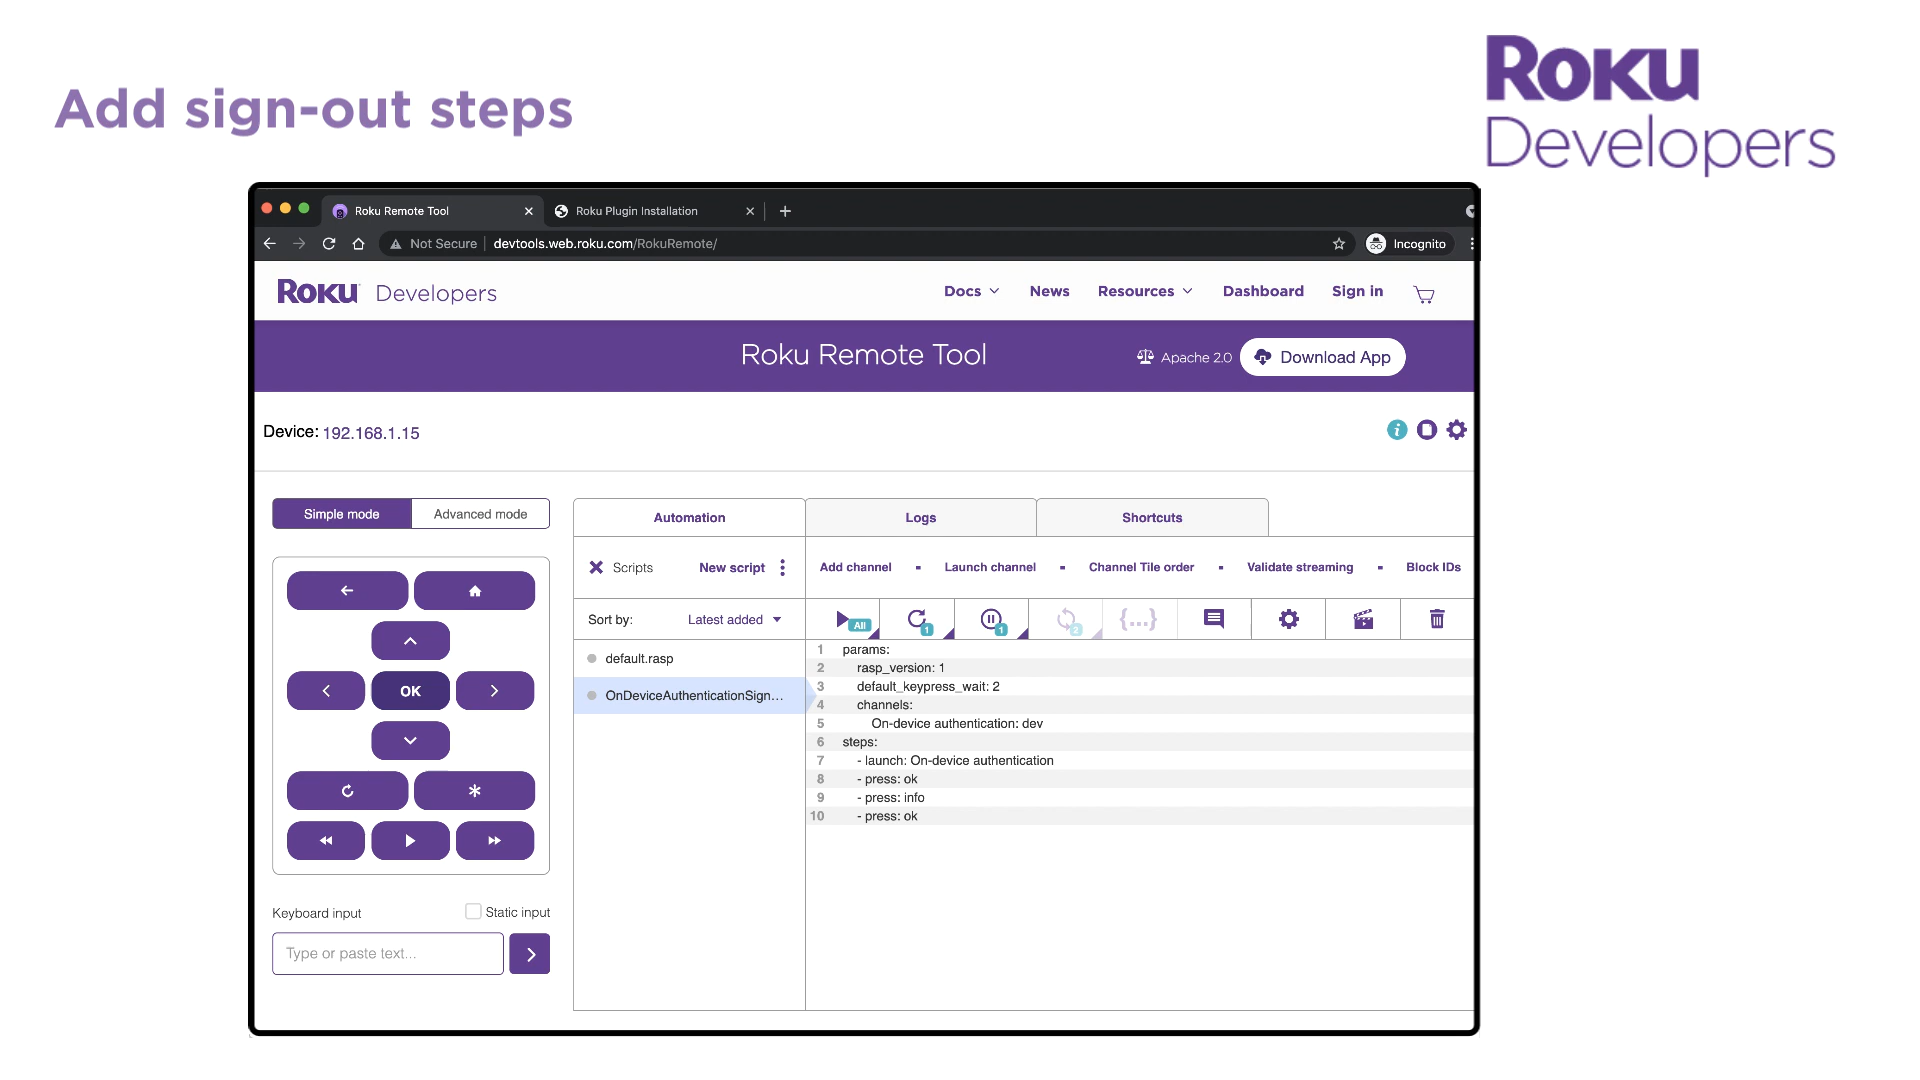 Add sign-out steps
Roku
Developers
Roku Remote Tool
Roku Plugin Installation
Not Secure
devtools.web.roku.com/RokuRemote/
Incognito
Roku Developers
Docs
News
Resources
Dashboard
Sign in
Roku Remote Tool
Apache 2.0
Download App
Device: 192.168.1.15
Simple mode
Advanced mode
OK
Keyboard input
Static input
Type or paste text...
Automation
Logs
Shortcuts
Scripts
New script
Add channel
Launch channel
Channel Tile order
Validate streaming
Block IDs
Sort by:
Latest added
All
1
1
2
{...}
default.rasp
OnDeviceAuthenticationSign...
1 params:
2 rasp_version: 1
3 default_keypress_wait: 2
4 channels:
5 On-device authentication: dev
6 steps:
7 - launch: On-device authentication
8 - press: ok
9 - press: info
10 - press: ok